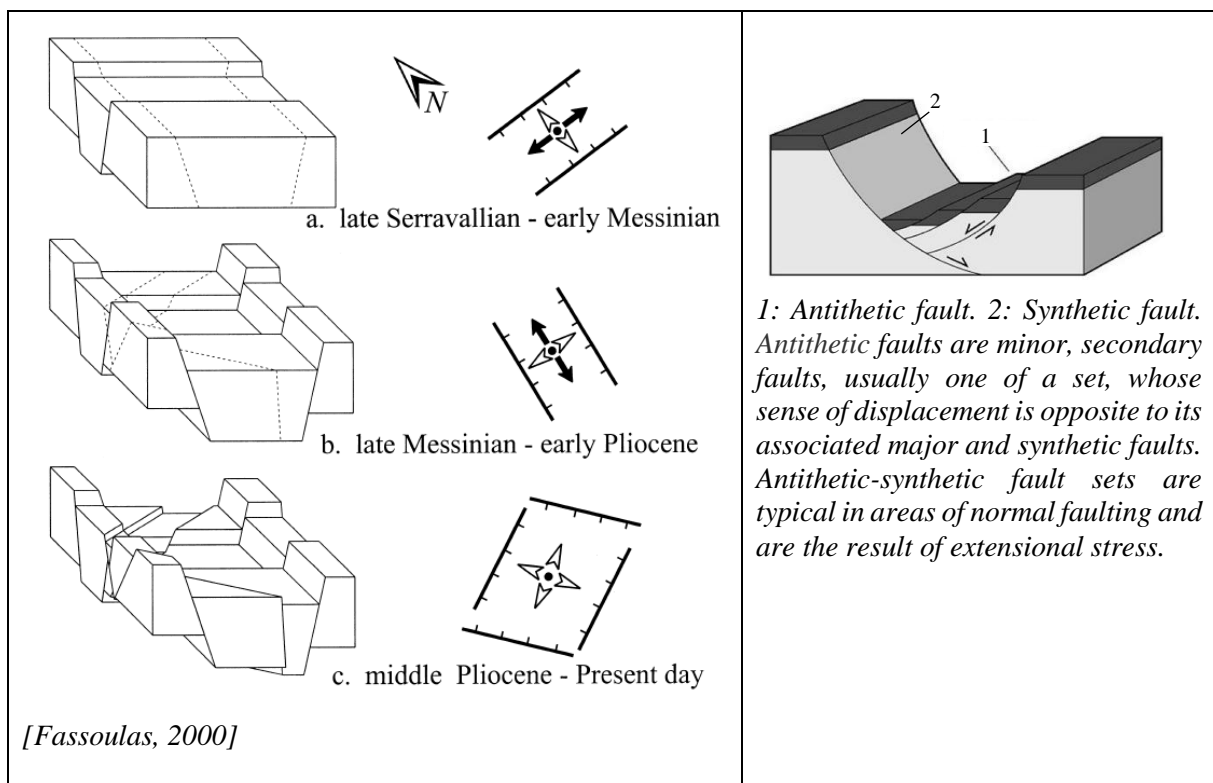 N
a. late Serravallian - early Messinian
b. late Messinian - early Pliocene
c. middle Pliocene - Present day
[Fassoulas, 2000]
2
1
1: Antithetic fault. 2: Synthetic fault.
Antithetic faults are minor, secondary
faults, usually one of a set, whose
sense of displacement is opposite to its
associated major and synthetic faults.
Antithetic-synthetic fault sets are
typical in areas of normal faulting and
are the result of extensional stress.